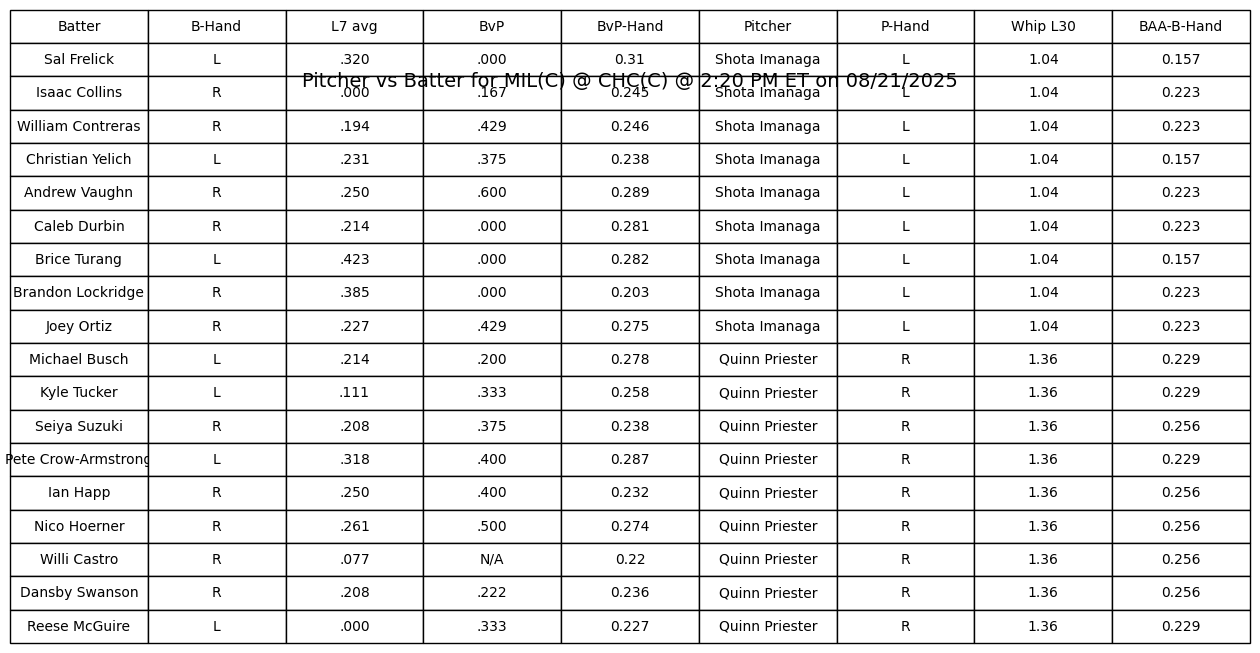 Batter B-Hand L7 avg BvP BvP-Hand Pitcher P-Hand Whip L30 BAA-B-Hand
Sal Frelick L .320 .000 0.31 Shota Imanaga L 1.04 0.157
Pitcher vs Batter for MIL(C) @ CHC(C) @ 2:20 PM ET on 08/21/2025
Isaac Collins R .000 .167 0.245 Shota Imanaga L 1.04 0.223
William Contreras R .194 .429 0.246 Shota Imanaga L 1.04 0.223
Christian Yelich L .231 .375 0.238 Shota Imanaga L 1.04 0.157
Andrew Vaughn R .250 .600 0.289 Shota Imanaga L 1.04 0.223
Caleb Durbin R .214 .000 0.281 Shota Imanaga L 1.04 0.223
Brice Turang L .423 .000 0.282 Shota Imanaga L 1.04 0.157
Brandon Lockridge R .385 .000 0.203 Shota Imanaga L 1.04 0.223
Joey Ortiz R .227 .429 0.275 Shota Imanaga L 1.04 0.223
Michael Busch L .214 .200 0.278 Quinn Priester R 1.36 0.229
Kyle Tucker L .111 .333 0.258 Quinn Priester R 1.36 0.229
Seiya Suzuki R .208 .375 0.238 Quinn Priester R 1.36 0.256
Pete Crow-Armstrong L .318 .400 0.287 Quinn Priester R 1.36 0.229
Ian Happ R .250 .400 0.232 Quinn Priester R 1.36 0.256
Nico Hoerner R .261 .500 0.274 Quinn Priester R 1.36 0.256
Willi Castro R .077 N/A 0.22 Quinn Priester R 1.36 0.256
Dansby Swanson R .208 .222 0.236 Quinn Priester R 1.36 0.256
Reese McGuire L .000 .333 0.227 Quinn Priester R 1.36 0.229